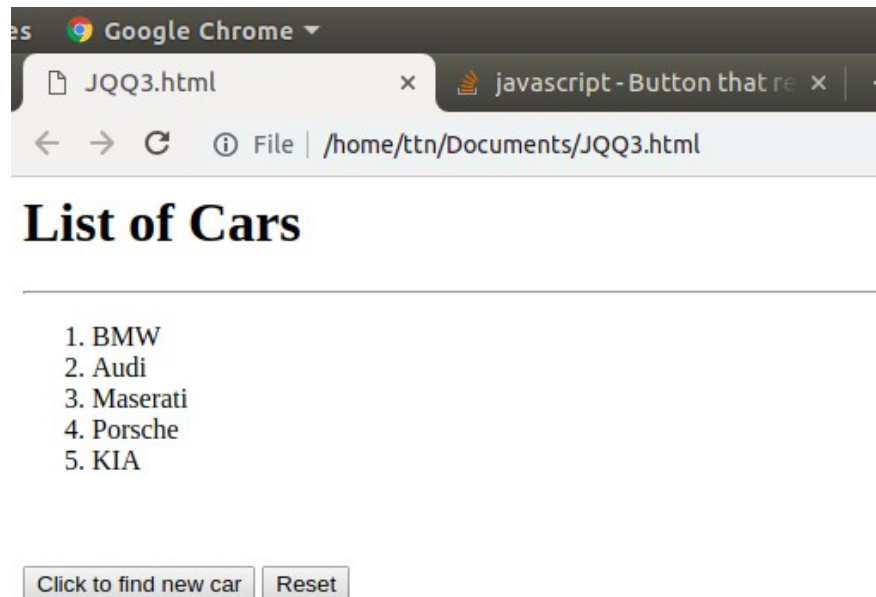 es Google Chrome
JQQ3.html × javascript - Button that re ×
File | /home/ttn/Documents/JQQ3.html
List of Cars
1. BMW
2. Audi
3. Maserati
4. Porsche
5. KIA
Click to find new car Reset